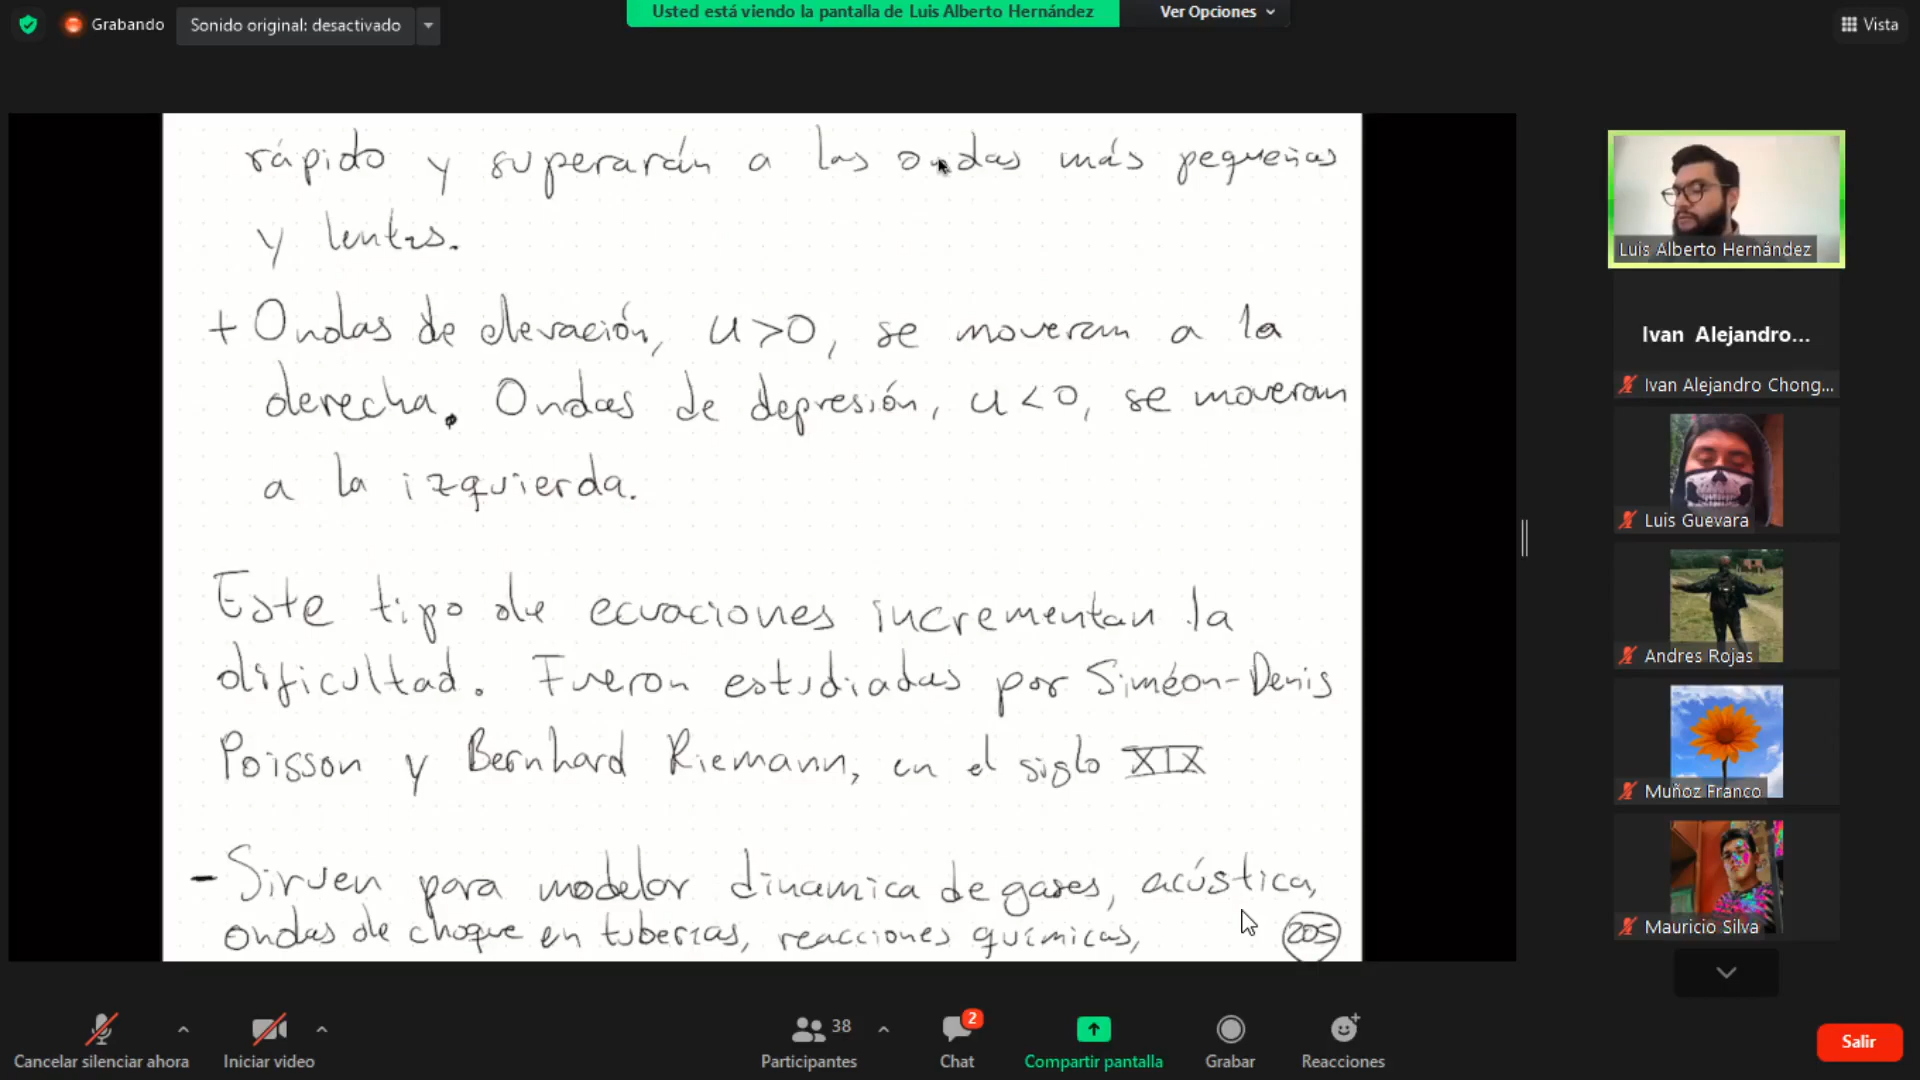 Grabando
Sonido original: desactivado
Usted está viendo la pantalla de Luis Alberto Hernández
Ver Opciones
Vista
rápido y superarán a las ondas más pequeñas
y lentas.
+ Ondas de elevación, u>0, se moveran a la
derecha. Ondas de depresión, u<0, se moveran
a la izquierda.
Este tipo de ecuaciones incrementan la
dificultad. Fueron estudiadas por Siméon-Denis
Poisson y Bernhard Riemann, en el siglo XIX
- Sirven para modelar dinamica de gases, acústica,
ondas de choque en tuberias, reacciones químicas,
205
Luis Alberto Hernández
Ivan Alejandro...
Ivan Alejandro Chong...
Luis Guevara
Andres Rojas
Muñoz Franco
Mauricio Silva
Cancelar silenciar ahora
Iniciar video
38
Participantes
2
Chat
Compartir pantalla
Grabar
Reacciones
Salir